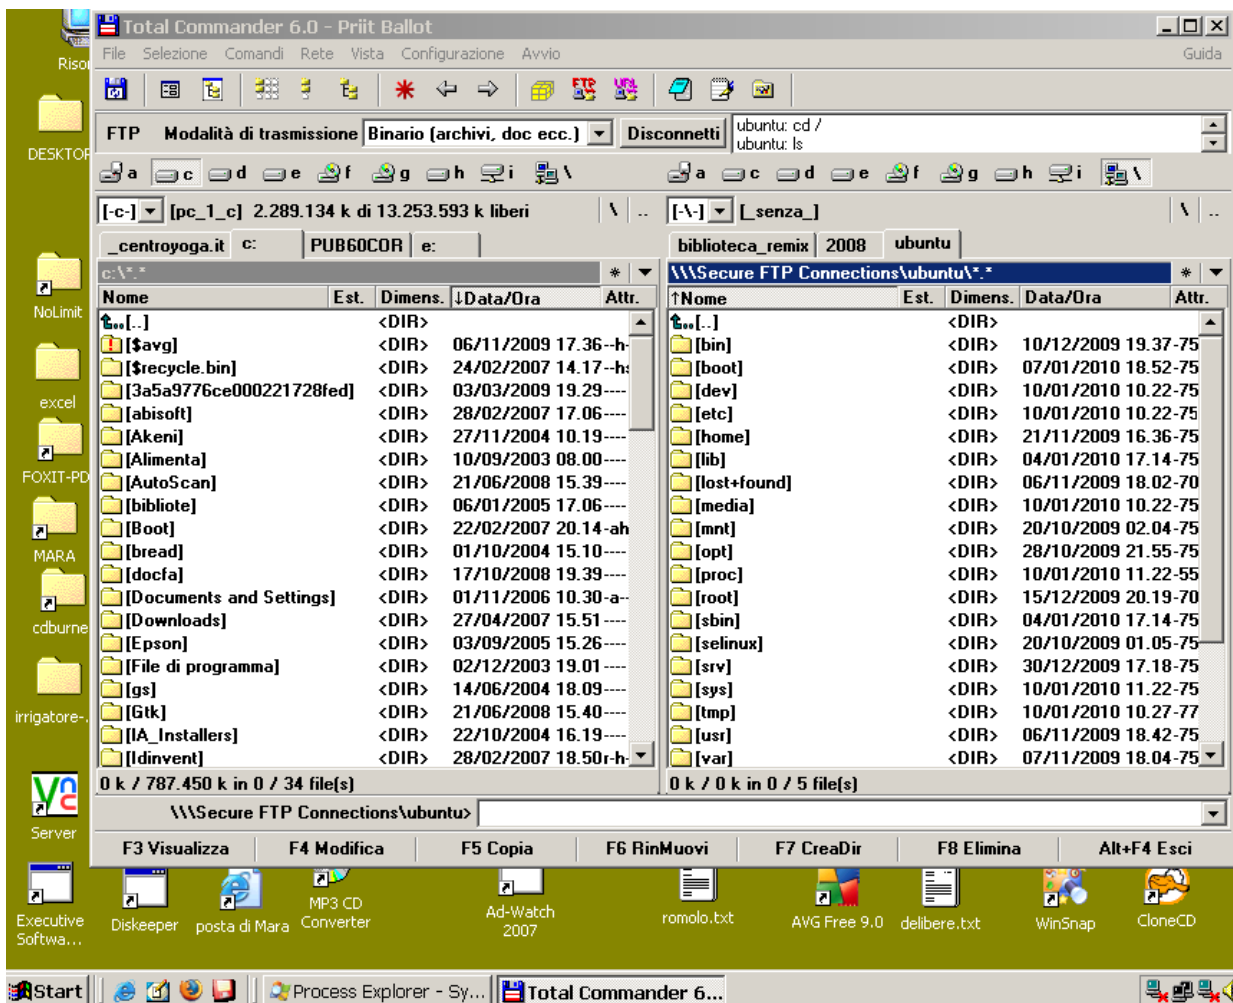 Total Commander 6.0 - Priit Ballot
File Selezione Comandi Rete Vista Configurazione Avvio Guida
FTP Modalità di trasmissione Binario (archivi, doc ecc.) Disconnetti
ubuntu: cd /
ubuntu: ls
a c d e f g h i \ a c d e f g h i \
[-c-] [pc_1_c] 2.289.134 k di 13.253.593 k liberi \ .. [-\-] [_senza_] \ ..
_centroyoga.it c: PUB60COR e: biblioteca_remix 2008 ubuntu
c:\*.* * \\\Secure FTP Connections\ubuntu\*.* *
Nome Est. Dimens. ↓Data/Ora Attr. ↑Nome Est. Dimens. Data/Ora Attr.
[..] <DIR> [..] <DIR>
[$avg] <DIR> 06/11/2009 17.36 --h- [bin] <DIR> 10/12/2009 19.37 -75
[$recycle.bin] <DIR> 24/02/2007 14.17 --hs [boot] <DIR> 07/01/2010 18.52 -75
[3a5a9776ce000221728fed] <DIR> 03/03/2009 19.29 ---- [dev] <DIR> 10/01/2010 10.22 -75
[abisoft] <DIR> 28/02/2007 17.06 ---- [etc] <DIR> 10/01/2010 10.22 -75
[Akeni] <DIR> 27/11/2004 10.19 ---- [home] <DIR> 21/11/2009 16.36 -75
[Alimenta] <DIR> 10/09/2003 08.00 ---- [lib] <DIR> 04/01/2010 17.14 -75
[AutoScan] <DIR> 21/06/2008 15.39 ---- [lost+found] <DIR> 06/11/2009 18.02 -70
[bibliote] <DIR> 06/01/2005 17.06 ---- [media] <DIR> 10/01/2010 10.22 -75
[Boot] <DIR> 22/02/2007 20.14 -ah [mnt] <DIR> 20/10/2009 02.04 -75
[bread] <DIR> 01/10/2004 15.10 ---- [opt] <DIR> 28/10/2009 21.55 -75
[docfa] <DIR> 17/10/2008 19.39 ---- [proc] <DIR> 10/01/2010 11.22 -55
[Documents and Settings] <DIR> 01/11/2006 10.30 -a-- [root] <DIR> 15/12/2009 20.19 -70
[Downloads] <DIR> 27/04/2007 15.51 ---- [sbin] <DIR> 04/01/2010 17.14 -75
[Epson] <DIR> 03/09/2005 15.26 ---- [selinux] <DIR> 20/10/2009 01.05 -75
[File di programma] <DIR> 02/12/2003 19.01 ---- [srv] <DIR> 30/12/2009 17.18 -75
[gs] <DIR> 14/06/2004 18.09 ---- [sys] <DIR> 10/01/2010 11.22 -75
[Gtk] <DIR> 21/06/2008 15.40 ---- [tmp] <DIR> 10/01/2010 10.27 -77
[IA_Installers] <DIR> 22/10/2004 16.19 ---- [usr] <DIR> 06/11/2009 18.42 -75
[Idinvent] <DIR> 28/02/2007 18.50 r-h- [var] <DIR> 07/11/2009 18.04 -75
0 k / 787.450 k in 0 / 34 file(s) 0 k / 0 k in 0 / 5 file(s)
\\\Secure FTP Connections\ubuntu>
F3 Visualizza F4 Modifica F5 Copia F6 RinMuovi F7 CreaDir F8 Elimina Alt+F4 Esci
DESKTOP
NoLimit
excel
FOXIT-PD
MARA
cdburne
irrigatore-.
Server
Executive
Softwa...
Diskeeper
posta di Mara
MP3 CD
Converter
Ad-Watch
2007
romolo.txt
AVG Free 9.0
delibere.txt
WinSnap
CloneCD
Start Process Explorer - Sy... Total Commander 6...